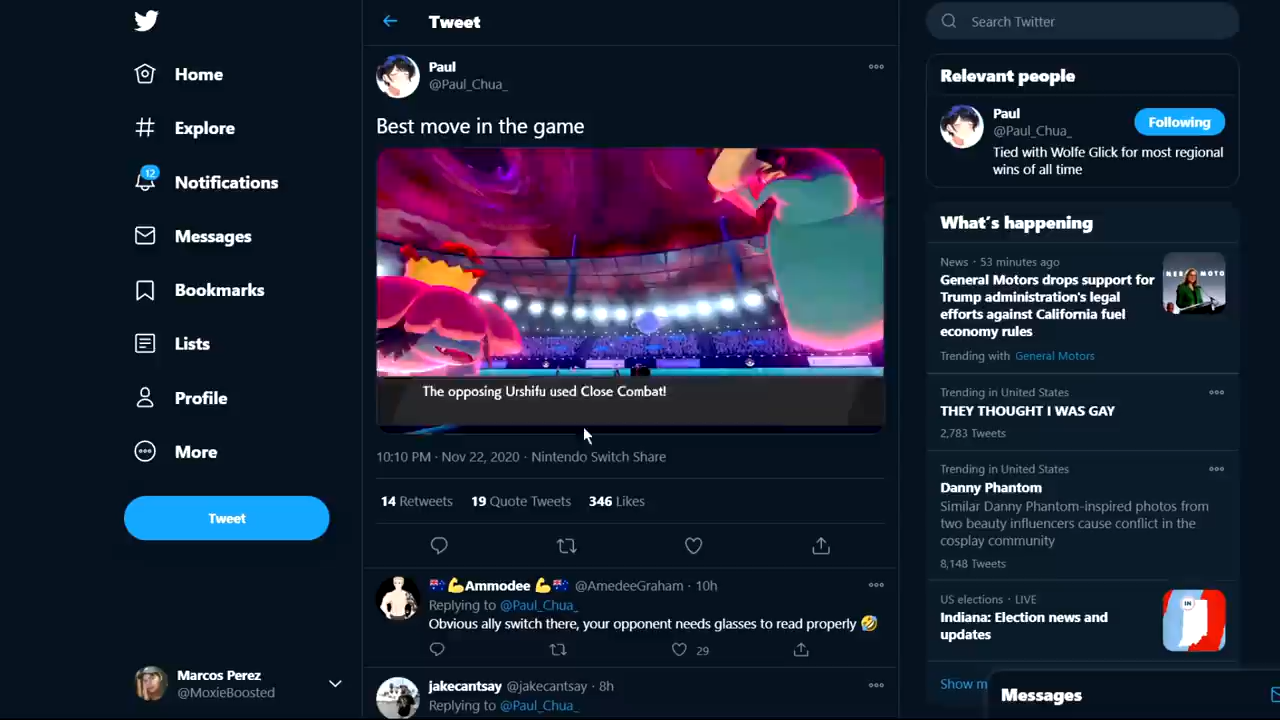 Home
Explore
12
Notifications
Messages
Bookmarks
Lists
Profile
More
Tweet
Marcos Perez
@MoxieBoosted
Tweet
Paul
@Paul_Chua_
Best move in the game
The opposing Urshifu used Close Combat!
10:10 PM · Nov 22, 2020 · Nintendo Switch Share
14 Retweets 19 Quote Tweets 346 Likes
🇦🇺💪Ammodee 💪🇦🇺 @AmedeeGraham · 10h
Replying to @Paul_Chua_
Obvious ally switch there, your opponent needs glasses to read properly 🤣
29
jakecantsay @jakecantsay · 8h
Replying to @Paul_Chua_
Search Twitter
Relevant people
Paul
@Paul_Chua_
Following
Tied with Wolfe Glick for most regional
wins of all time
What's happening
News · 53 minutes ago
General Motors drops support for
Trump administration's legal
efforts against California fuel
economy rules
Trending with General Motors
Trending in United States
THEY THOUGHT I WAS GAY
2,783 Tweets
Trending in United States
Danny Phantom
Similar Danny Phantom-inspired photos from
two beauty influencers cause conflict in the
cosplay community
8,148 Tweets
US elections · LIVE
Indiana: Election news and
updates
IN
Show m
Messages